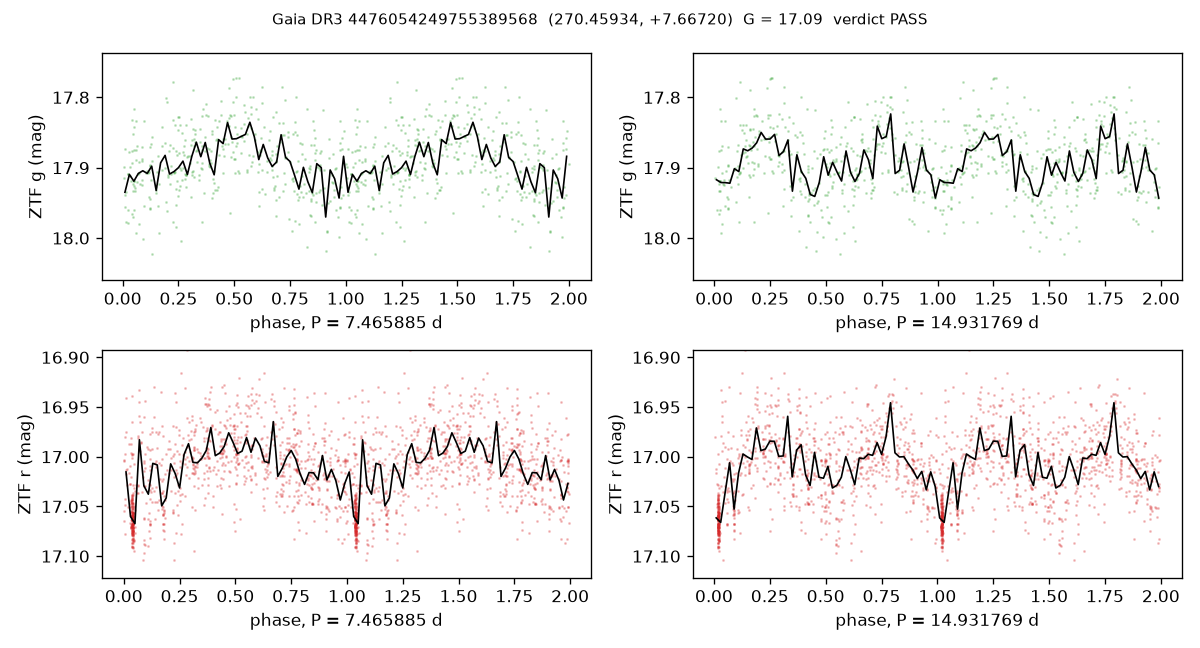 Gaia DR3 4476054249755389568 (270.45934, +7.66720) G = 17.09 verdict PASS
ZTF g (mag)
17.8
17.9
18.0
0.00 0.25 0.50 0.75 1.00 1.25 1.50 1.75 2.00
phase, P = 7.465885 d
ZTF g (mag)
17.8
17.9
18.0
0.00 0.25 0.50 0.75 1.00 1.25 1.50 1.75 2.00
phase, P = 14.931769 d
ZTF r (mag)
16.90
16.95
17.00
17.05
17.10
0.00 0.25 0.50 0.75 1.00 1.25 1.50 1.75 2.00
phase, P = 7.465885 d
ZTF r (mag)
16.90
16.95
17.00
17.05
17.10
0.00 0.25 0.50 0.75 1.00 1.25 1.50 1.75 2.00
phase, P = 14.931769 d